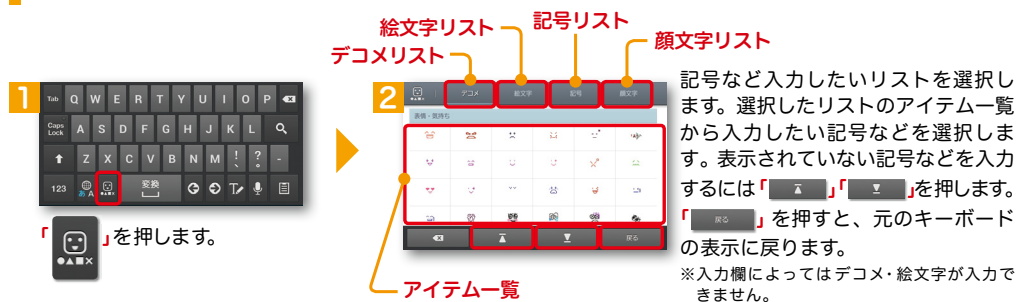 1
Tab Q W E R T Y U I O P
Caps Lock A S D F G H J K L
Z X C V B N M ! ? -
123 あA ●▲■× 変換
「●▲■×」を押します。
絵文字リスト
記号リスト
デコメリスト
顔文字リスト
2
デコメ 絵文字 記号 顔文字
表情・気持ち
戻る
アイテム一覧
記号など入力したいリストを選択し
ます。選択したリストのアイテム一覧
から入力したい記号などを選択しま
す。表示されていない記号などを入力
するには「 」「 」を押します。
「戻る」を押すと、元のキーボード
の表示に戻ります。
※入力欄によってはデコメ・絵文字が入力で
きません。